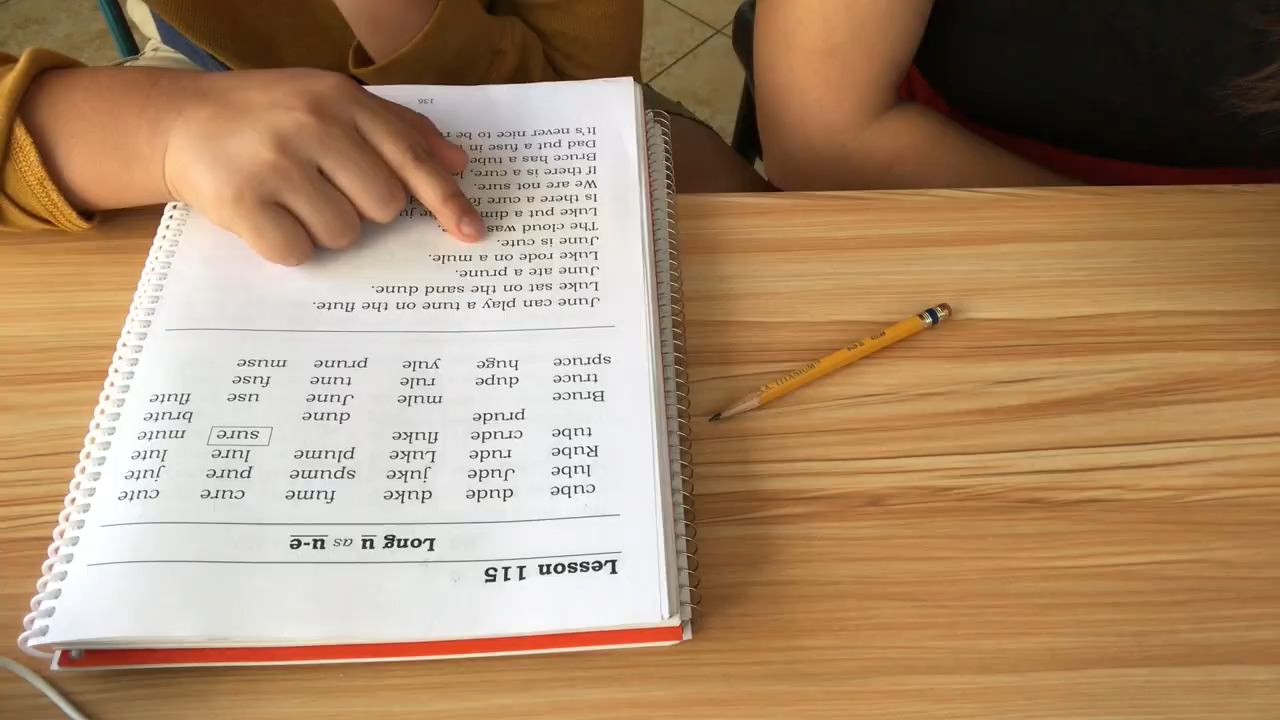 Lesson 115
Long ū as ū-e
cube dude duke fume cure cute
lube Jude juke spume pure jute
Rube rude Luke plume lure lute
tube crude fluke sure mute
prude dune brute
Bruce mule June use flute
truce dupe rule tune fuse
spruce huge yule prune muse
June can play a tune on the flute.
Luke sat on the sand dune.
June ate a prune.
Luke rode on a mule.
June is cute.
The cloud was
Luke put a
Is there a cure
We are not sure.
If there is a cure,
Bruce has a tube
Dad put a fuse in
It's never nice to be
136
TITANIUM